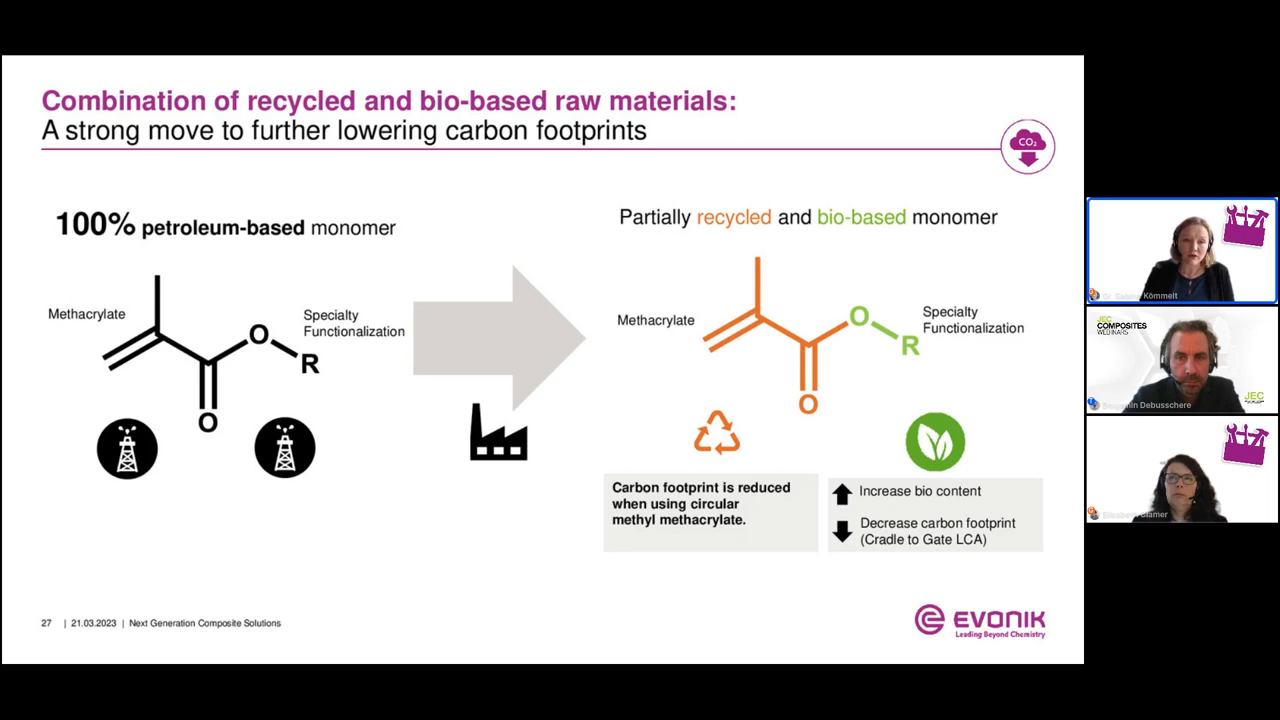 Combination of recycled and bio-based raw materials:
A strong move to further lowering carbon footprints
CO₂
100% petroleum-based monomer
Methacrylate
Specialty
Functionalization
O
R
O
Partially recycled and bio-based monomer
Methacrylate
Specialty
Functionalization
O
R
O
Carbon footprint is reduced
when using circular
methyl methacrylate.
Increase bio content
Decrease carbon footprint
(Cradle to Gate LCA)
27 | 21.03.2023 | Next Generation Composite Solutions
EVONIK
Leading Beyond Chemistry
Kömmelt
JEC
COMPOSITES
WEBINARS
JEC
Debusschere